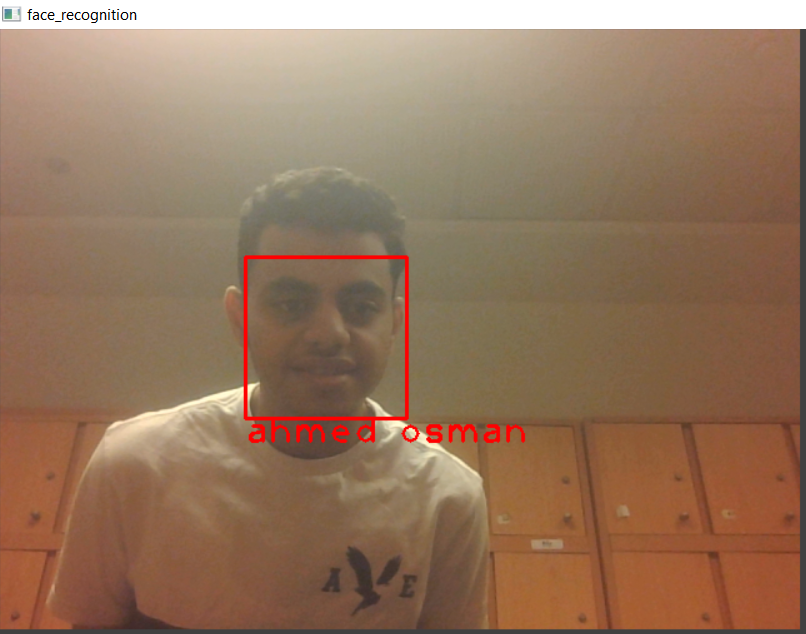 face_recognition
ahmed osman
A E